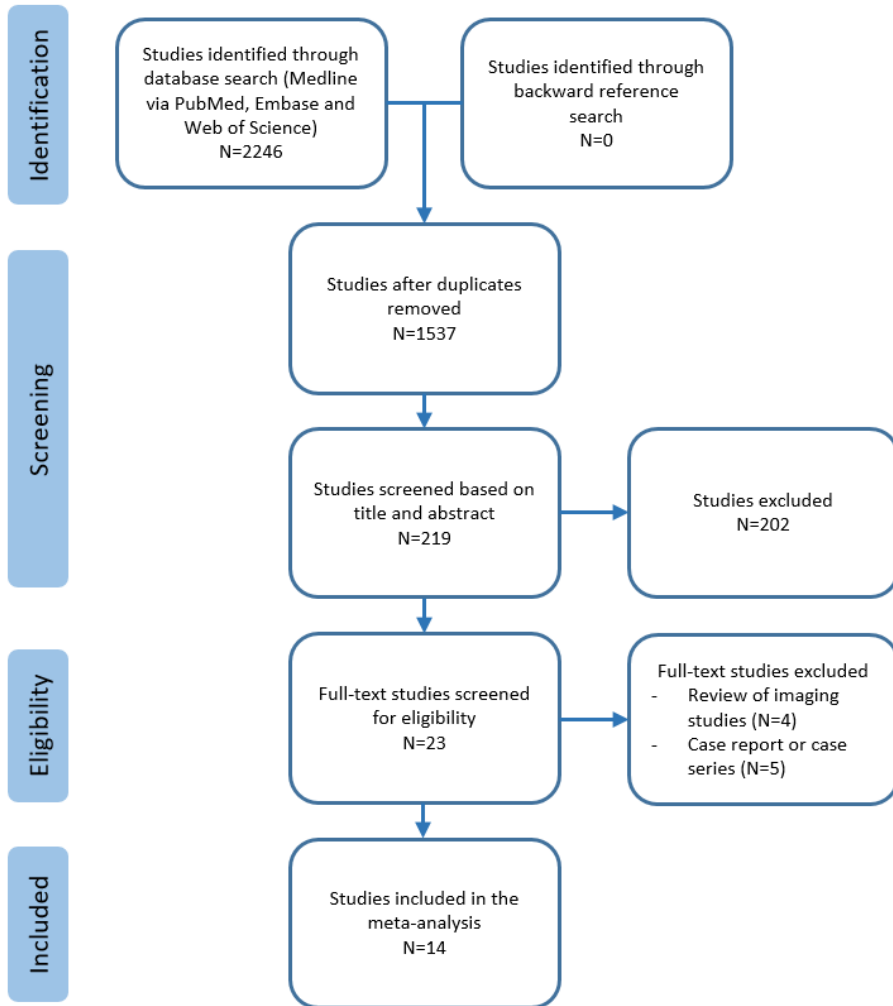 Identification
Studies identified through
database search (Medline
via PubMed, Embase and
Web of Science)
N=2246
Studies identified through
backward reference
search
N=0
Screening
Studies after duplicates
removed
N=1537
Studies screened based on
title and abstract
N=219
Studies excluded
N=202
Eligibility
Full-text studies screened
for eligibility
N=23
Full-text studies excluded
- Review of imaging
studies (N=4)
- Case report or case
series (N=5)
Included
Studies included in the
meta-analysis
N=14